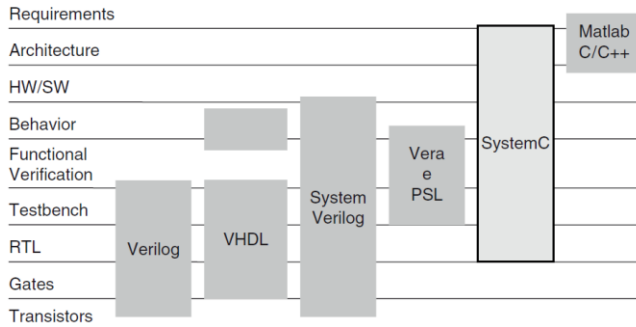 Requirements
Architecture
HW/SW
Behavior
Functional
Verification
Testbench
RTL
Gates
Transistors
Verilog
VHDL
System
Verilog
Vera
e
PSL
SystemC
Matlab
C/C++